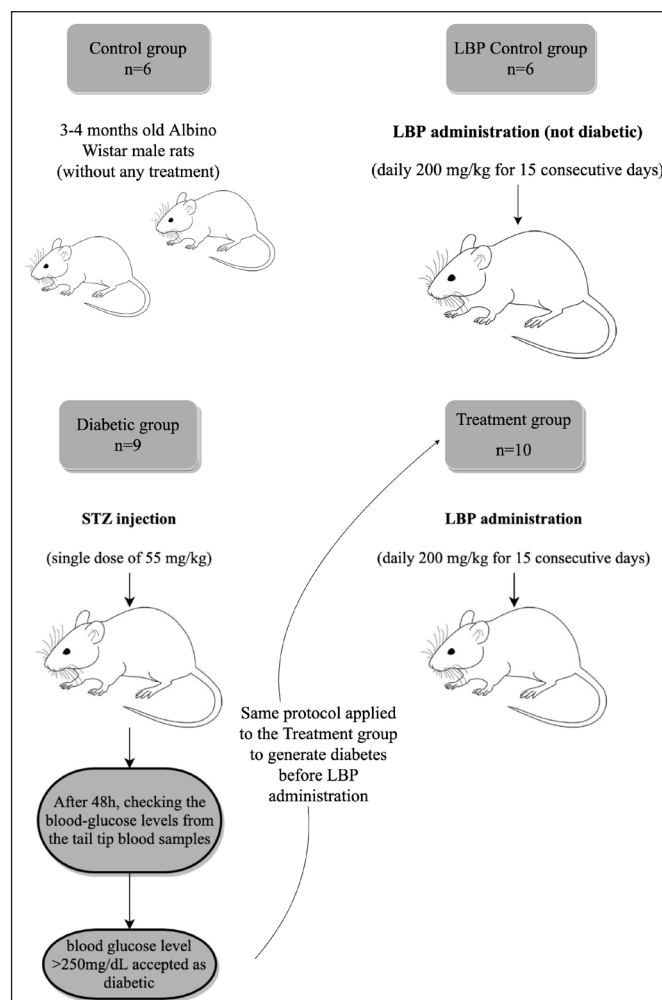 Control group
n=6
3-4 months old Albino
Wistar male rats
(without any treatment)
LBP Control group
n=6
LBP administration (not diabetic)
(daily 200 mg/kg for 15 consecutive days)
Diabetic group
n=9
STZ injection
(single dose of 55 mg/kg)
After 48h, checking the
blood-glucose levels from
the tail tip blood samples
blood glucose level
>250mg/dL accepted as
diabetic
Same protocol applied
to the Treatment group
to generate diabetes
before LBP
administration
Treatment group
n=10
LBP administration
(daily 200 mg/kg for 15 consecutive days)